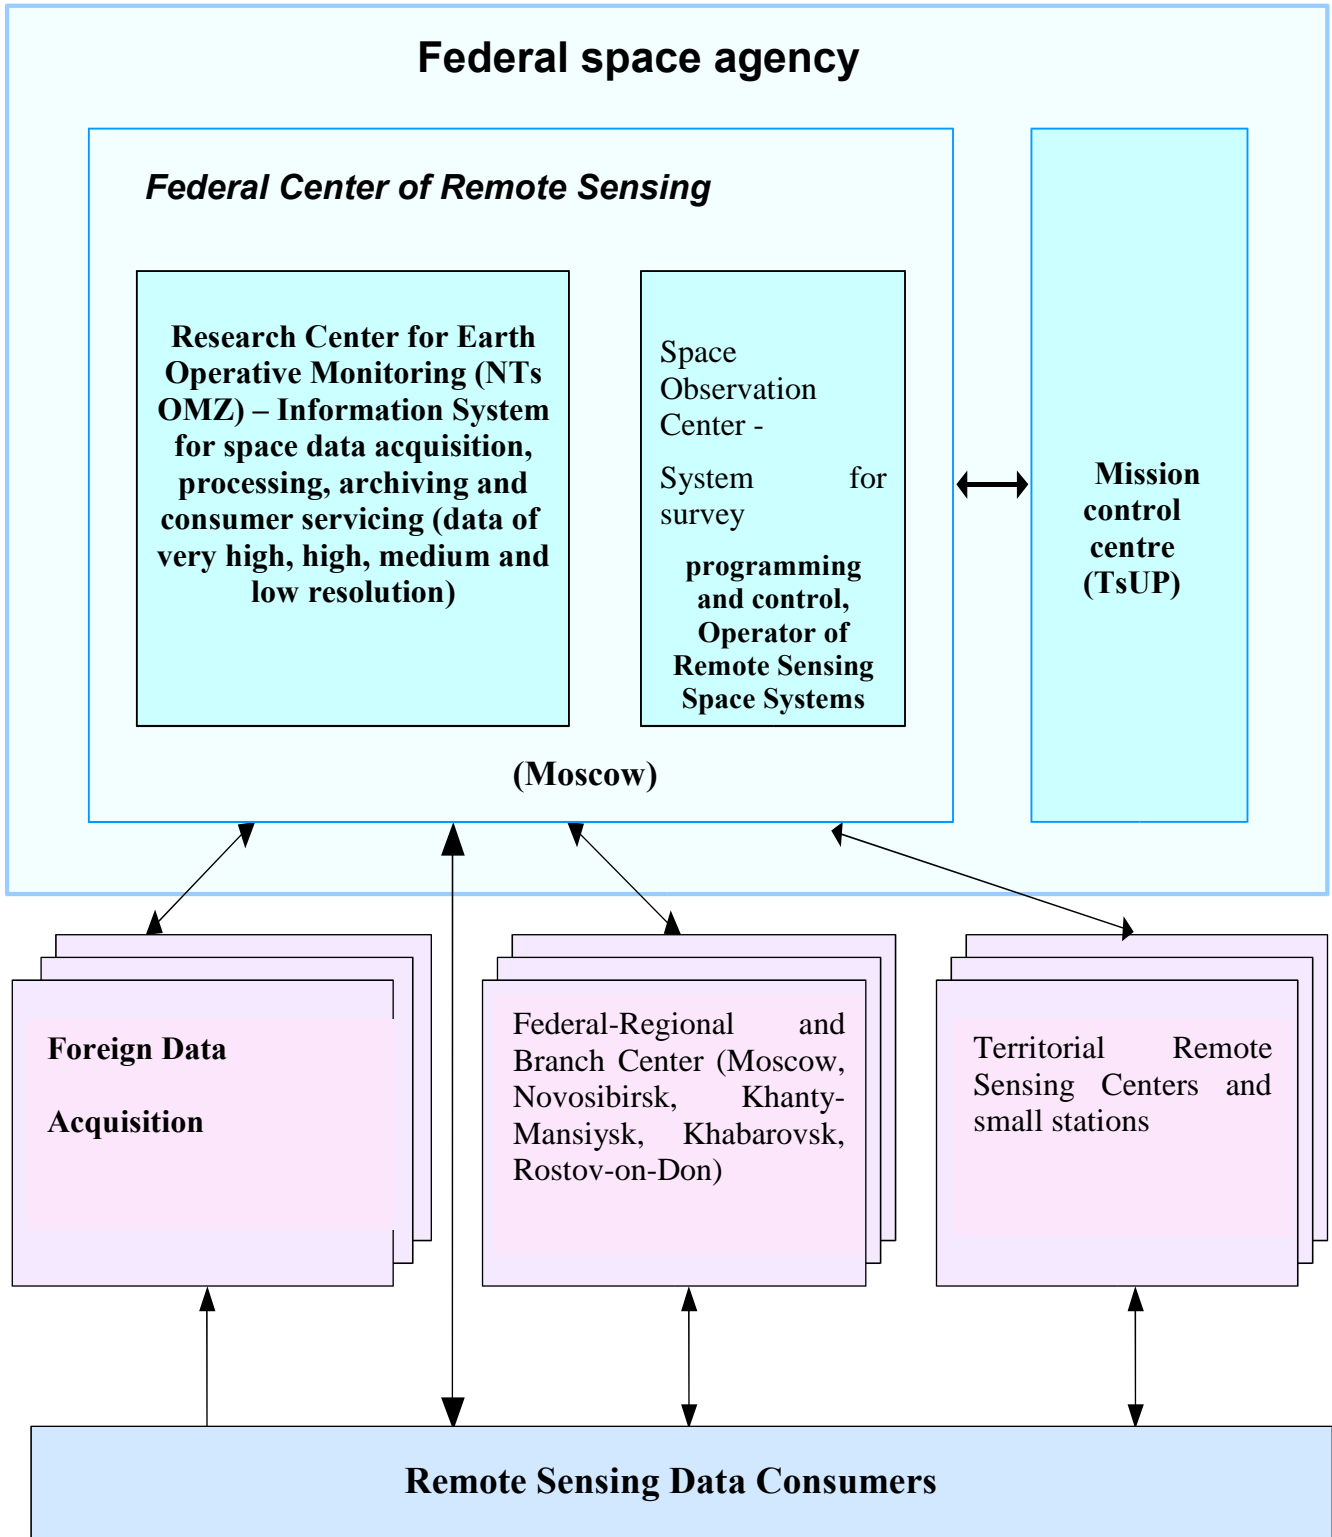 Federal space agency
Federal Center of Remote Sensing
Research Center for Earth
Operative Monitoring (NTs
OMZ) – Information System
for space data acquisition,
processing, archiving and
consumer servicing (data of
very high, high, medium and
low resolution)
Space
Observation
Center -
System for
survey
programming
and control,
Operator of
Remote Sensing
Space Systems
(Moscow)
Mission
control
centre
(TsUP)
Foreign Data
Acquisition
Federal-Regional and
Branch Center (Moscow,
Novosibirsk, Khanty-
Mansiysk, Khabarovsk,
Rostov-on-Don)
Territorial Remote
Sensing Centers and
small stations
Remote Sensing Data Consumers